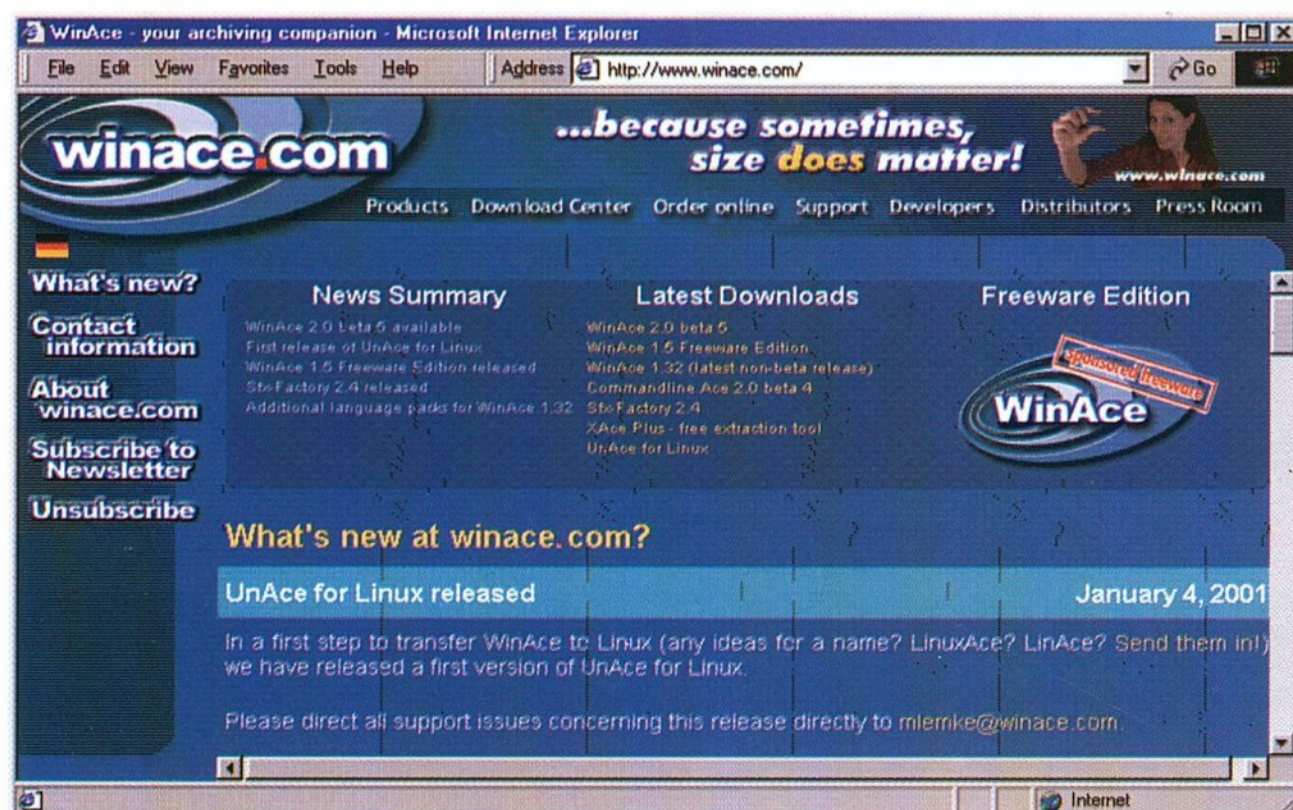 WinAce - your archiving companion - Microsoft Internet Explorer
File Edit View Favorites Tools Help Address http://www.winace.com/ Go
winace.com
...because sometimes,
size does matter!
www.winace.com
Products Download Center Order online Support Developers Distributors Press Room
What's new?
Contact
information
About
winace.com
Subscribe to
Newsletter
Unsubscribe
News Summary
WinAce 2.0 beta 5 available
First release of UnAce for Linux
WinAce 1.5 Freeware Edition released
Sfx-Factory 2.4 released
Additional language packs for WinAce 1.32
Latest Downloads
WinAce 2.0 beta 5
WinAce 1.5 Freeware Edition
WinAce 1.32 (latest non-beta release)
Commandline Ace 2.0 beta 4
Sfx-Factory 2.4
XAce Plus - free extraction tool
UnAce for Linux
Freeware Edition
sponsored freeware
WinAce
What's new at winace.com?
UnAce for Linux released January 4, 2001
In a first step to transfer WinAce to Linux (any ideas for a name? LinuxAce? LinAce? Send them in!)
we have released a first version of UnAce for Linux.
Please direct all support issues concerning this release directly to mlemke@winace.com.
Internet